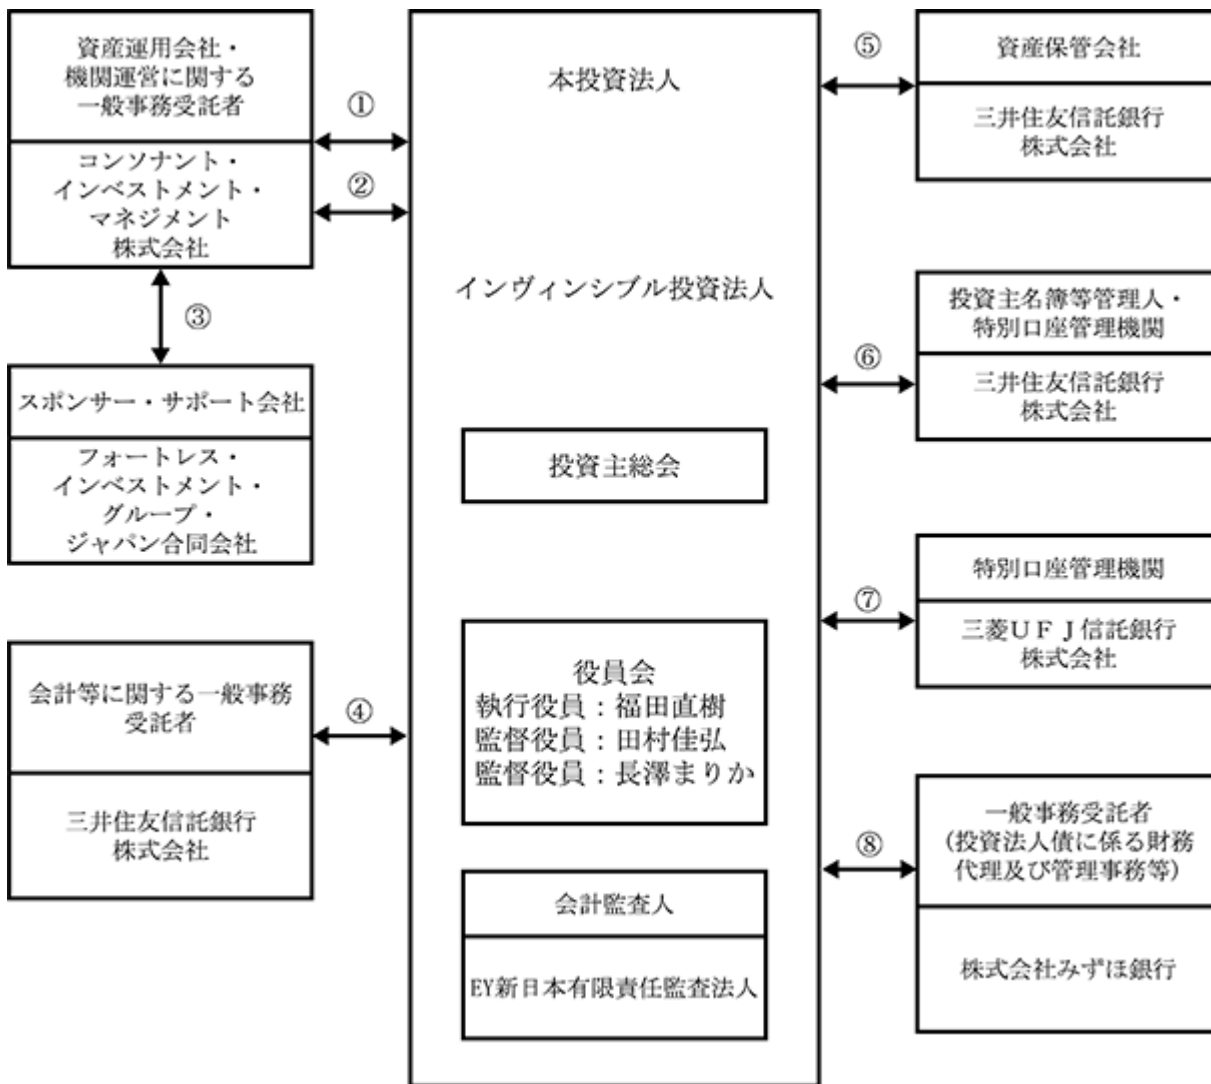 資産運用会社・
機関運営に関する
一般事務受託者
コンソナント・
インベストメント・
マネジメント
株式会社
①
②
③
スポンサー・サポート会社
フォートレス・
インベストメント・
グループ・
ジャパン合同会社
会計等に関する一般事務
受託者
三井住友信託銀行
株式会社
④
本投資法人
インヴィンシブル投資法人
投資主総会
役員会
執行役員：福田直樹
監督役員：田村佳弘
監督役員：長澤まりか
会計監査人
EY新日本有限責任監査法人
⑤
資産保管会社
三井住友信託銀行
株式会社
⑥
投資主名簿等管理人・
特別口座管理機関
三井住友信託銀行
株式会社
⑦
特別口座管理機関
三菱ＵＦＪ信託銀行
株式会社
⑧
一般事務受託者
(投資法人債に係る財務
代理及び管理事務等)
株式会社みずほ銀行